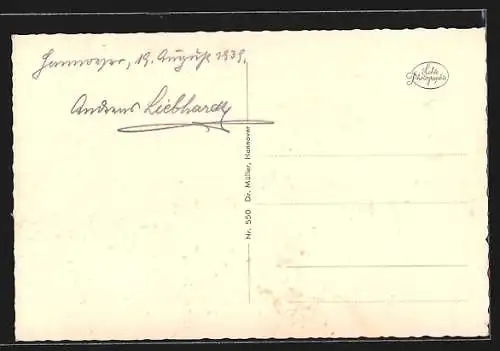 Hannover, 19. August 1939.
Andreas Liebhardt
Echte
Photographie
Nr. 550 Dr. Müller, Hannover